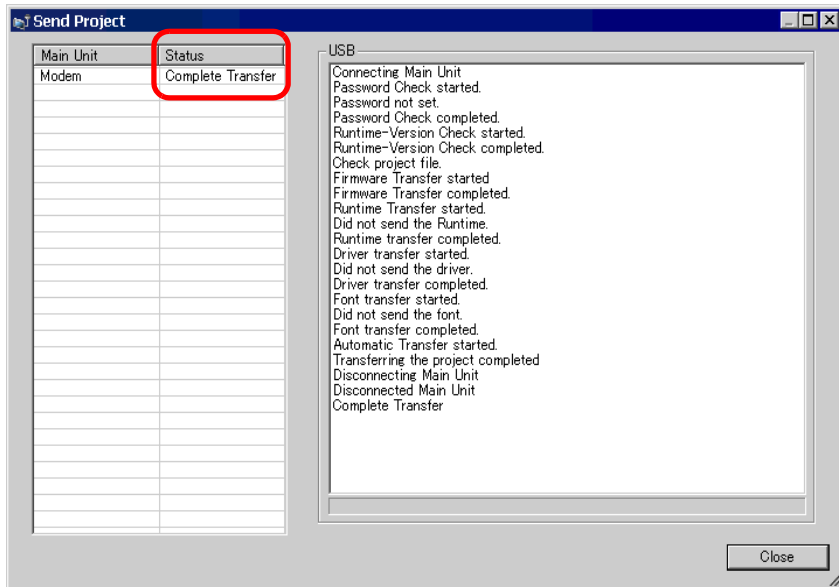 Send Project
Main Unit Status
Modem Complete Transfer
USB
Connecting Main Unit
Password Check started.
Password not set.
Password Check completed.
Runtime-Version Check started.
Runtime-Version Check completed.
Check project file.
Firmware Transfer started
Firmware Transfer completed.
Runtime Transfer started.
Did not send the Runtime.
Runtime transfer completed.
Driver transfer started.
Did not send the driver.
Driver transfer completed.
Font transfer started.
Did not send the font.
Font transfer completed.
Automatic Transfer started.
Transferring the project completed
Disconnecting Main Unit
Disconnected Main Unit
Complete Transfer
Close